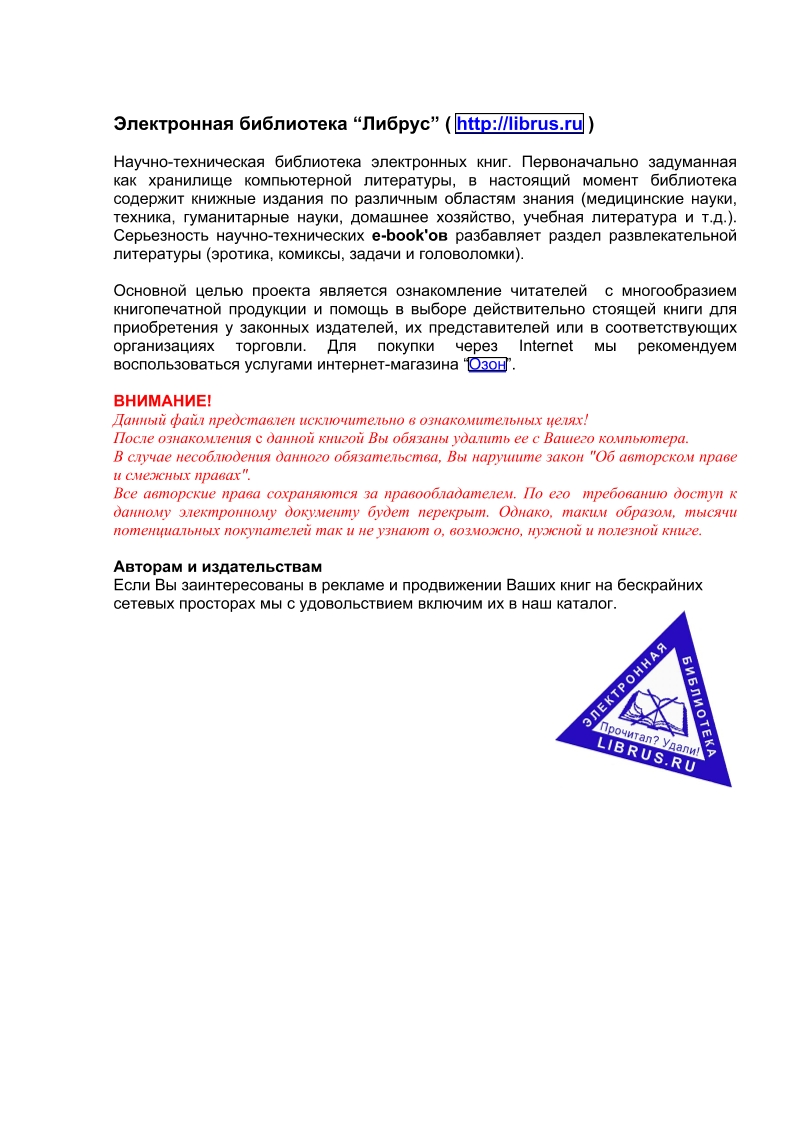 Электронная библиотека “Либрус” ( http://librus.ru )
Научно-техническая библиотека электронных книг. Первоначально задуманная
как хранилище компьютерной литературы, в настоящий момент библиотека
содержит книжные издания по различным областям знания (медицинские науки,
техника, гуманитарные науки, домашнее хозяйство, учебная литература и т.д.).
Серьезность научно-технических e-book'ов разбавляет раздел развлекательной
литературы (эротика, комиксы, задачи и головоломки).
Основной целью проекта является ознакомление читателей с многообразием
книгопечатной продукции и помощь в выборе действительно стоящей книги для
приобретения у законных издателей, их представителей или в соответствующих
организациях торговли. Для покупки через Internet мы рекомендуем
воспользоваться услугами интернет-магазина “Озон”.
ВНИМАНИЕ!
Данный файл представлен исключительно в ознакомительных целях!
После ознакомления с данной книгой Вы обязаны удалить ее с Вашего компьютера.
В случае несоблюдения данного обязательства, Вы нарушите закон "Об авторском праве
и смежных правах".
Все авторские права сохраняются за правообладателем. По его требованию доступ к
данному электронному документу будет перекрыт. Однако, таким образом, тысячи
потенциальных покупателей так и не узнают о, возможно, нужной и полезной книге.
Авторам и издательствам
Если Вы заинтересованы в рекламе и продвижении Ваших книг на бескрайних
сетевых просторах мы с удовольствием включим их в наш каталог.
ЭЛЕКТРОННАЯ
БИБЛИОТЕКА
Прочитал? Удали!
LIBRUS.RU